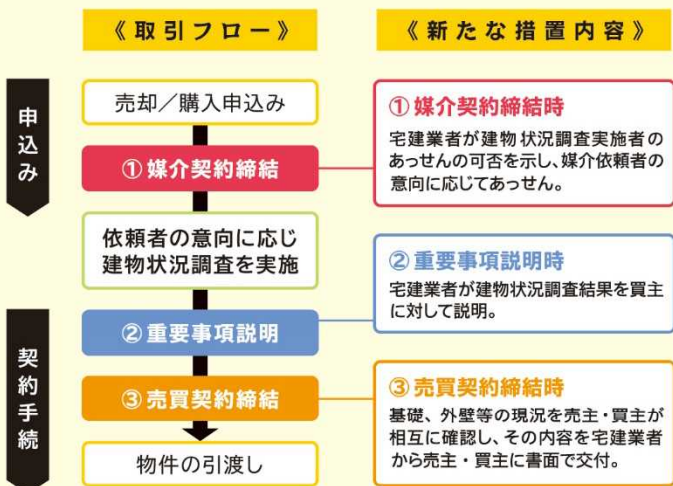 《取引フロー》
《新たな措置内容》
申込み
売却／購入申込み
①媒介契約締結
依頼者の意向に応じ
建物状況調査を実施
②重要事項説明
契約手続
③売買契約締結
物件の引渡し
①媒介契約締結時
宅建業者が建物状況調査実施者の
あっせんの可否を示し、媒介依頼者の
意向に応じてあっせん。
②重要事項説明時
宅建業者が建物状況調査結果を買主
に対して説明。
③売買契約締結時
基礎、外壁等の現況を売主・買主が
相互に確認し、その内容を宅建業者
から売主・買主に書面で交付。